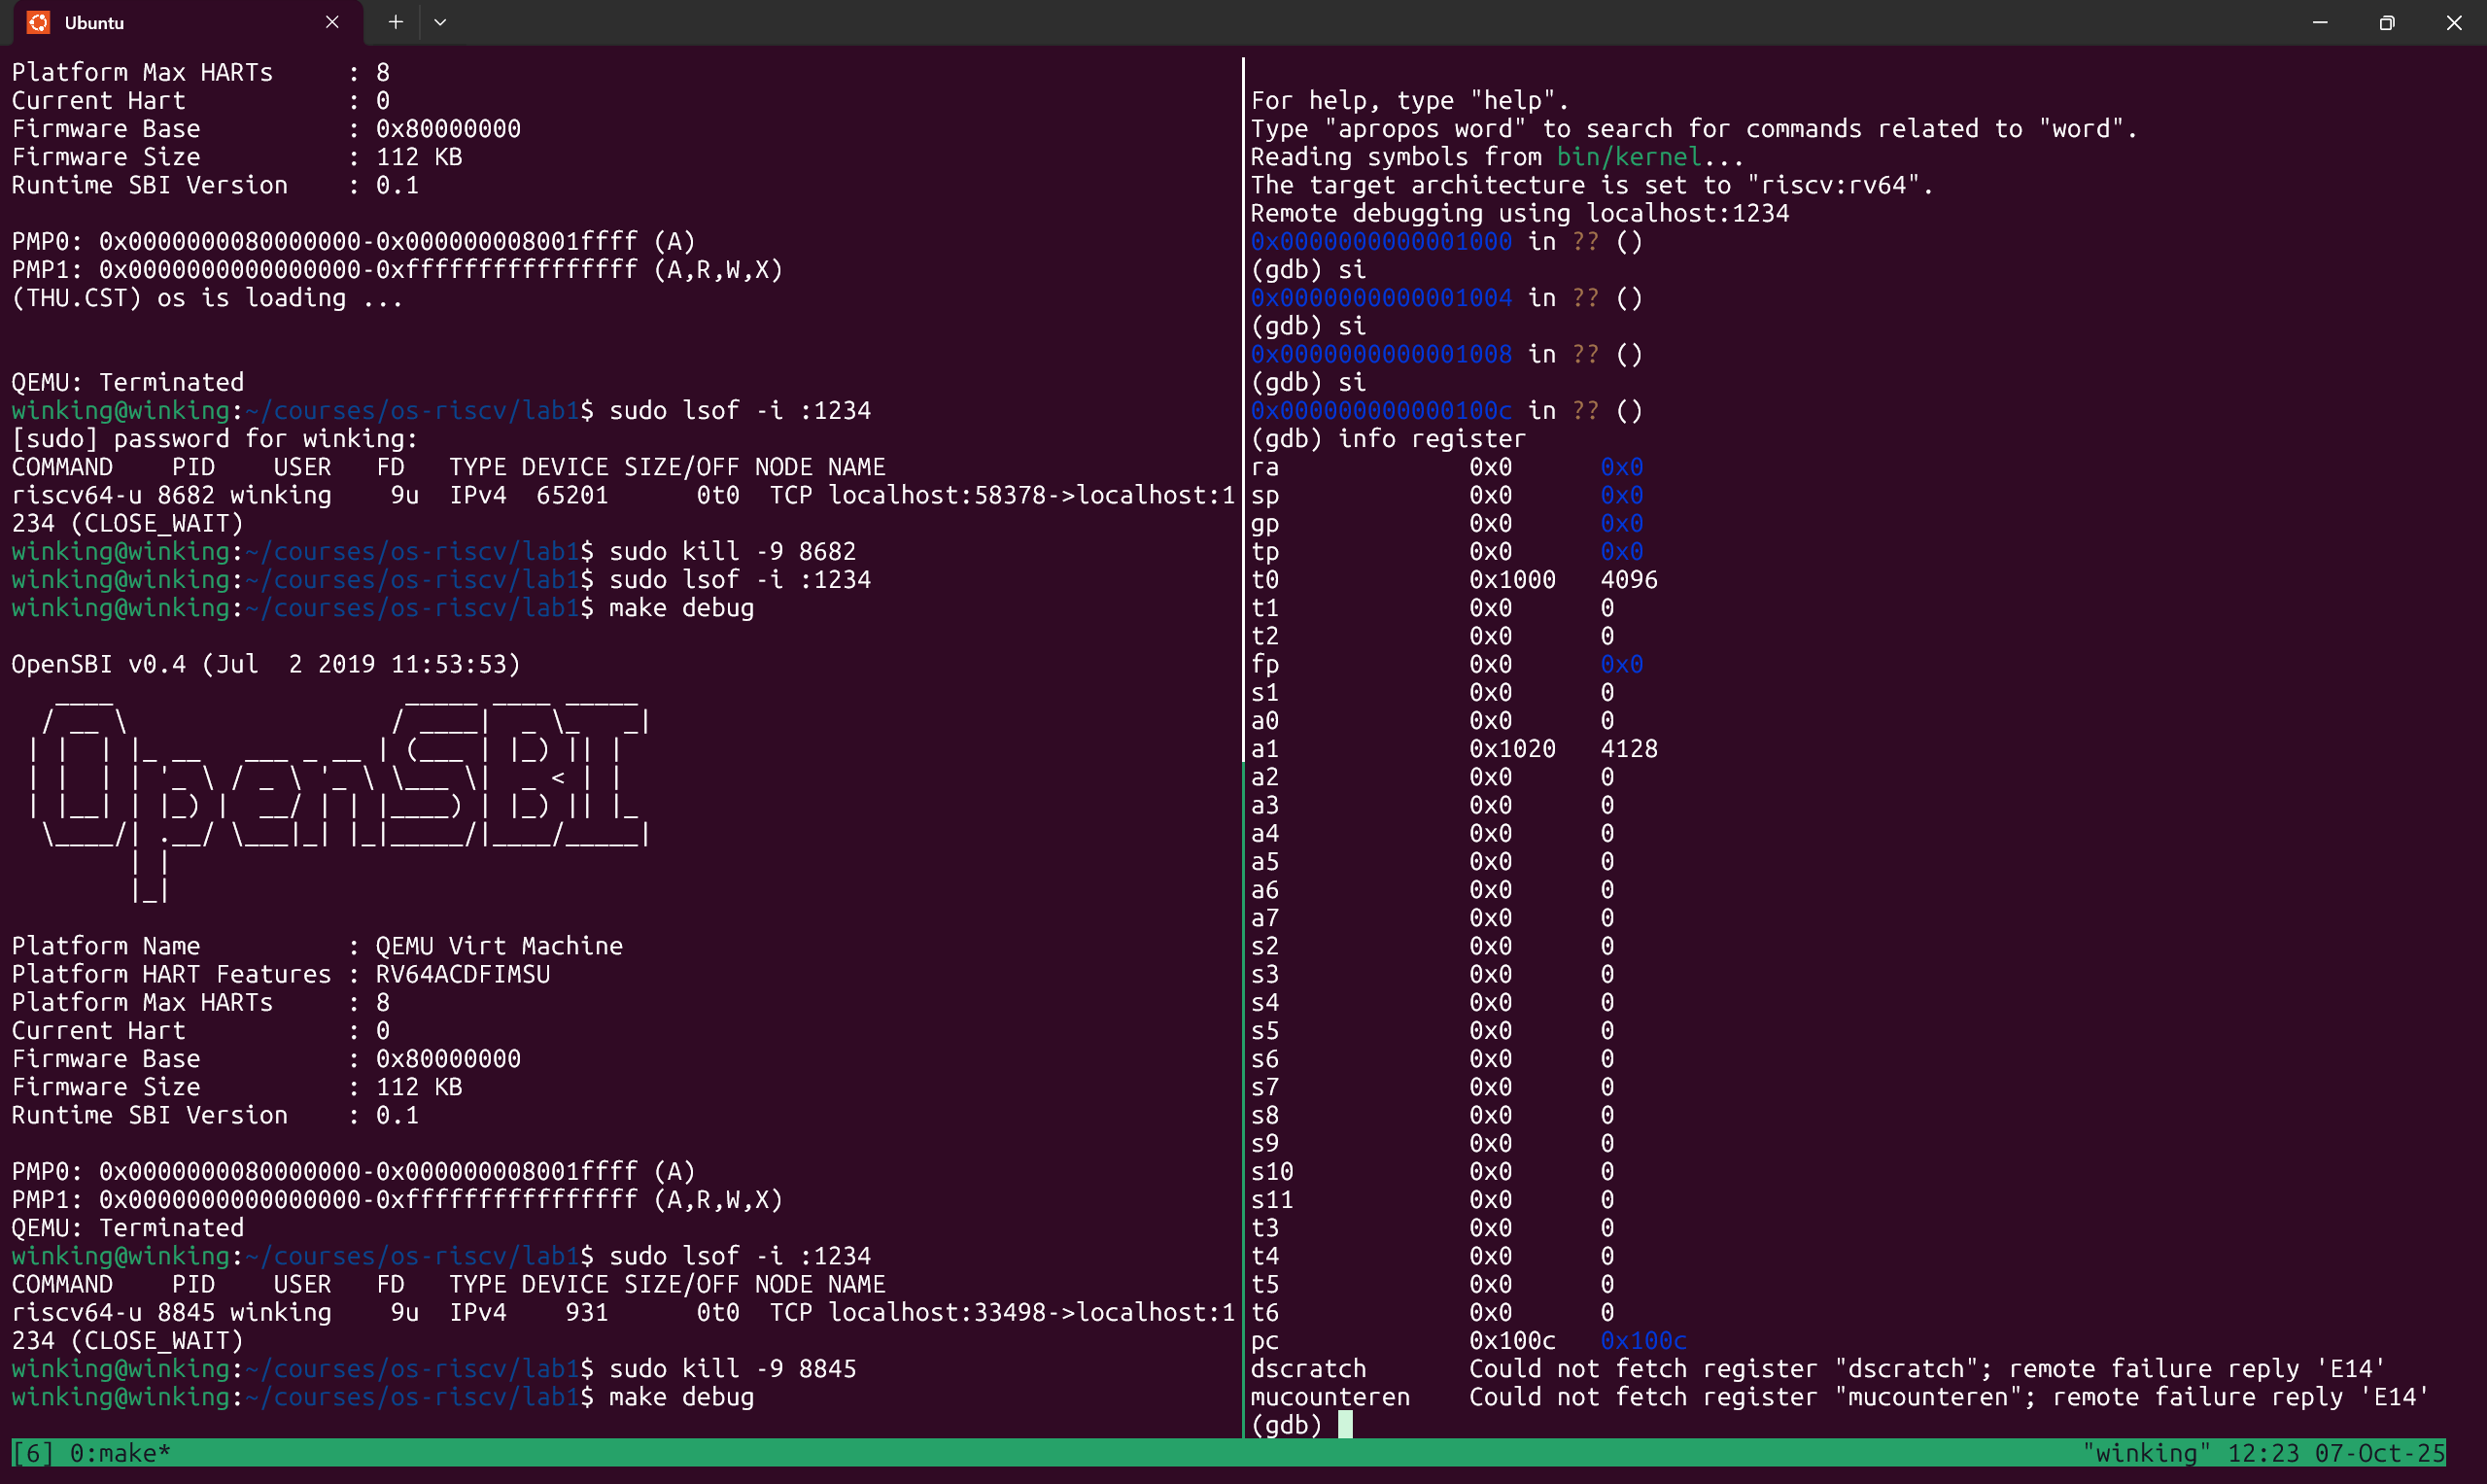 Ubuntu
Platform Max HARTs     : 8
Current Hart           : 0
Firmware Base          : 0x80000000
Firmware Size          : 112 KB
Runtime SBI Version    : 0.1
PMP0: 0x0000000080000000-0x000000008001ffff (A)
PMP1: 0x0000000000000000-0xffffffffffffffff (A,R,W,X)
(THU.CST) os is loading ...
QEMU: Terminated
winking@winking:~/courses/os-riscv/lab1$ sudo lsof -i :1234
[sudo] password for winking:
COMMAND    PID    USER   FD   TYPE DEVICE SIZE/OFF NODE NAME
riscv64-u 8682 winking    9u  IPv4  65201      0t0  TCP localhost:58378->localhost:1
234 (CLOSE_WAIT)
winking@winking:~/courses/os-riscv/lab1$ sudo kill -9 8682
winking@winking:~/courses/os-riscv/lab1$ sudo lsof -i :1234
winking@winking:~/courses/os-riscv/lab1$ make debug
OpenSBI v0.4 (Jul  2 2019 11:53:53)
OpenSBI
Platform Name          : QEMU Virt Machine
Platform HART Features : RV64ACDFIMSU
Platform Max HARTs     : 8
Current Hart           : 0
Firmware Base          : 0x80000000
Firmware Size          : 112 KB
Runtime SBI Version    : 0.1
PMP0: 0x0000000080000000-0x000000008001ffff (A)
PMP1: 0x0000000000000000-0xffffffffffffffff (A,R,W,X)
QEMU: Terminated
winking@winking:~/courses/os-riscv/lab1$ sudo lsof -i :1234
COMMAND    PID    USER   FD   TYPE DEVICE SIZE/OFF NODE NAME
riscv64-u 8845 winking    9u  IPv4    931      0t0  TCP localhost:33498->localhost:1
234 (CLOSE_WAIT)
winking@winking:~/courses/os-riscv/lab1$ sudo kill -9 8845
winking@winking:~/courses/os-riscv/lab1$ make debug
For help, type "help".
Type "apropos word" to search for commands related to "word".
Reading symbols from bin/kernel...
The target architecture is set to "riscv:rv64".
Remote debugging using localhost:1234
0x0000000000001000 in ?? ()
(gdb) si
0x0000000000001004 in ?? ()
(gdb) si
0x0000000000001008 in ?? ()
(gdb) si
0x000000000000100c in ?? ()
(gdb) info register
ra             0x0      0x0
sp             0x0      0x0
gp             0x0      0x0
tp             0x0      0x0
t0             0x1000   4096
t1             0x0      0
t2             0x0      0
fp             0x0      0x0
s1             0x0      0
a0             0x0      0
a1             0x1020   4128
a2             0x0      0
a3             0x0      0
a4             0x0      0
a5             0x0      0
a6             0x0      0
a7             0x0      0
s2             0x0      0
s3             0x0      0
s4             0x0      0
s5             0x0      0
s6             0x0      0
s7             0x0      0
s8             0x0      0
s9             0x0      0
s10            0x0      0
s11            0x0      0
t3             0x0      0
t4             0x0      0
t5             0x0      0
t6             0x0      0
pc             0x100c   0x100c
dscratch       Could not fetch register "dscratch"; remote failure reply 'E14'
mucounteren    Could not fetch register "mucounteren"; remote failure reply 'E14'
(gdb)
[6] 0:make*
"winking" 12:23 07-Oct-25